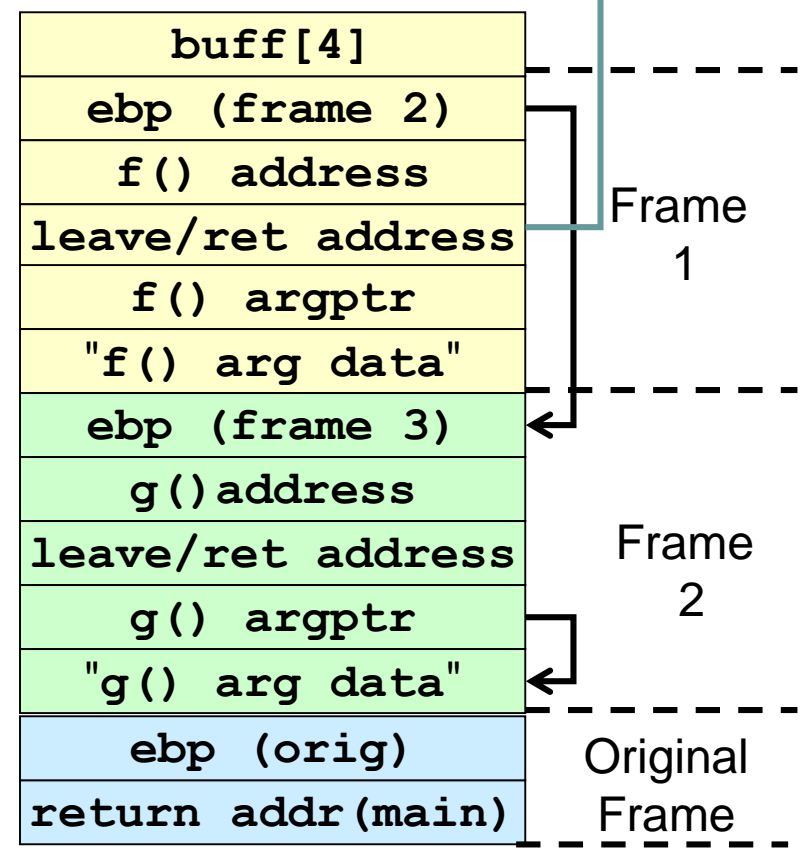 buff[4]
ebp (frame 2)
f() address
leave/ret address
f() argptr
"f() arg data"
Frame
1
ebp (frame 3)
g()address
leave/ret address
g() argptr
"g() arg data"
Frame
2
ebp (orig)
return addr(main)
Original
Frame